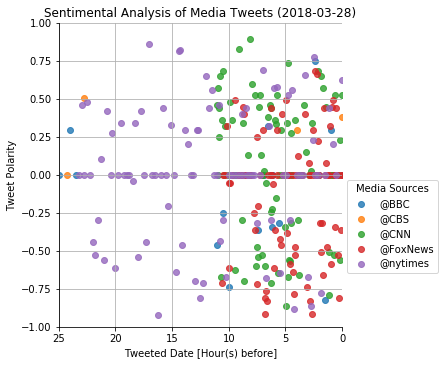 Sentimental Analysis of Media Tweets (2018-03-28)
1.00
0.75
0.50
0.25
0.00
−0.25
−0.50
−0.75
−1.00
Tweet Polarity
25 20 15 10 5 0
Tweeted Date [Hour(s) before]
Media Sources
@BBC
@CBS
@CNN
@FoxNews
@nytimes